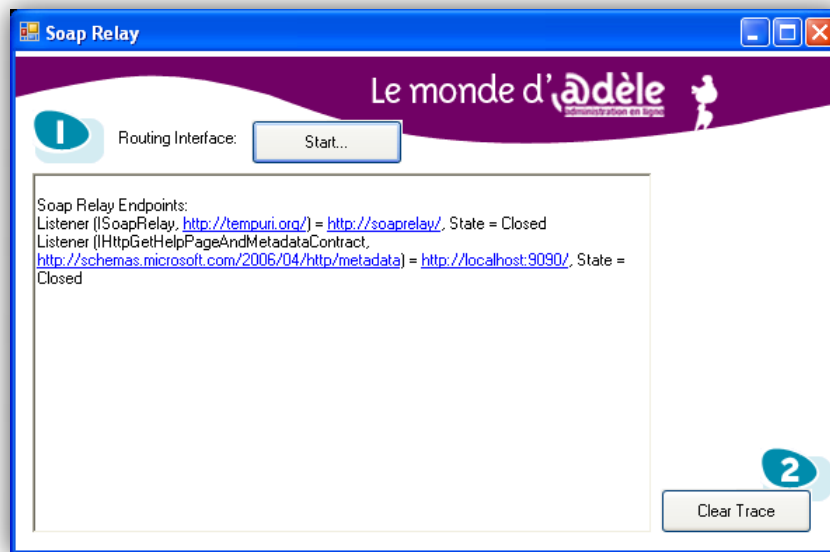 Soap Relay
Le monde d'@dèle
administration en ligne
1
Routing Interface:
Start...
Soap Relay Endpoints:
Listener (ISoapRelay, http://tempuri.org/) = http://soaprelay/, State = Closed
Listener (IHttpGetHelpPageAndMetadataContract,
http://schemas.microsoft.com/2006/04/http/metadata) = http://localhost:9090/, State =
Closed
2
Clear Trace